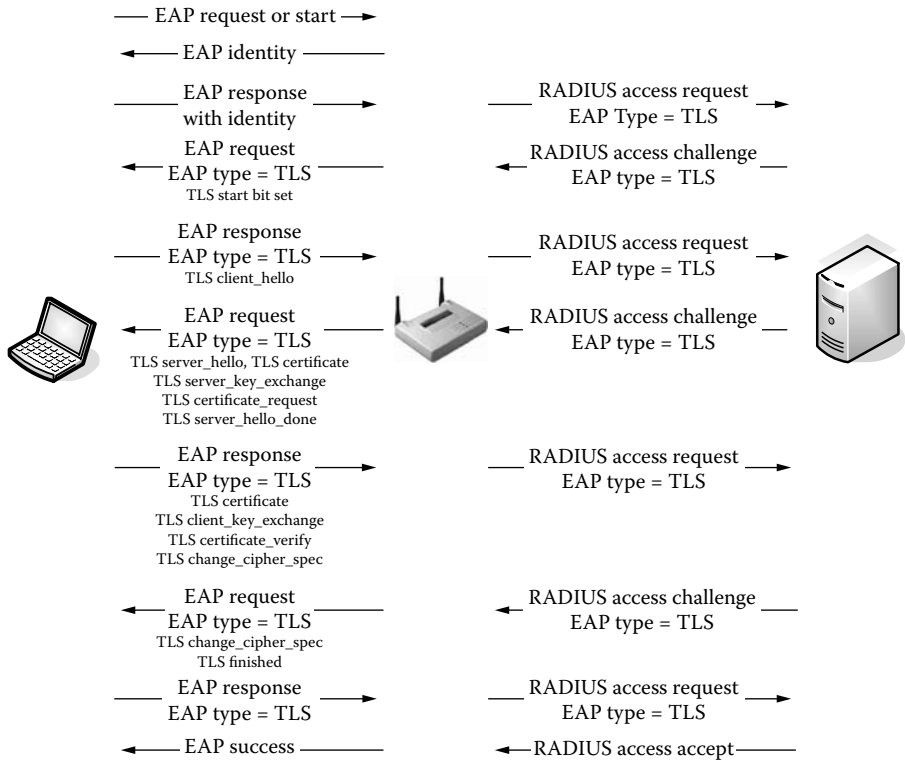 EAP request or start
EAP identity
EAP response
with identity
RADIUS access request
EAP Type = TLS
EAP request
EAP type = TLS
TLS start bit set
RADIUS access challenge
EAP type = TLS
EAP response
EAP type = TLS
TLS client_hello
RADIUS access request
EAP type = TLS
EAP request
EAP type = TLS
TLS server_hello, TLS certificate
TLS server_key_exchange
TLS certificate_request
TLS server_hello_done
RADIUS access challenge
EAP type = TLS
EAP response
EAP type = TLS
TLS certificate
TLS client_key_exchange
TLS certificate_verify
TLS change_cipher_spec
RADIUS access request
EAP type = TLS
EAP request
EAP type = TLS
TLS change_cipher_spec
TLS finished
RADIUS access challenge
EAP type = TLS
EAP response
EAP type = TLS
RADIUS access request
EAP type = TLS
EAP success
RADIUS access accept